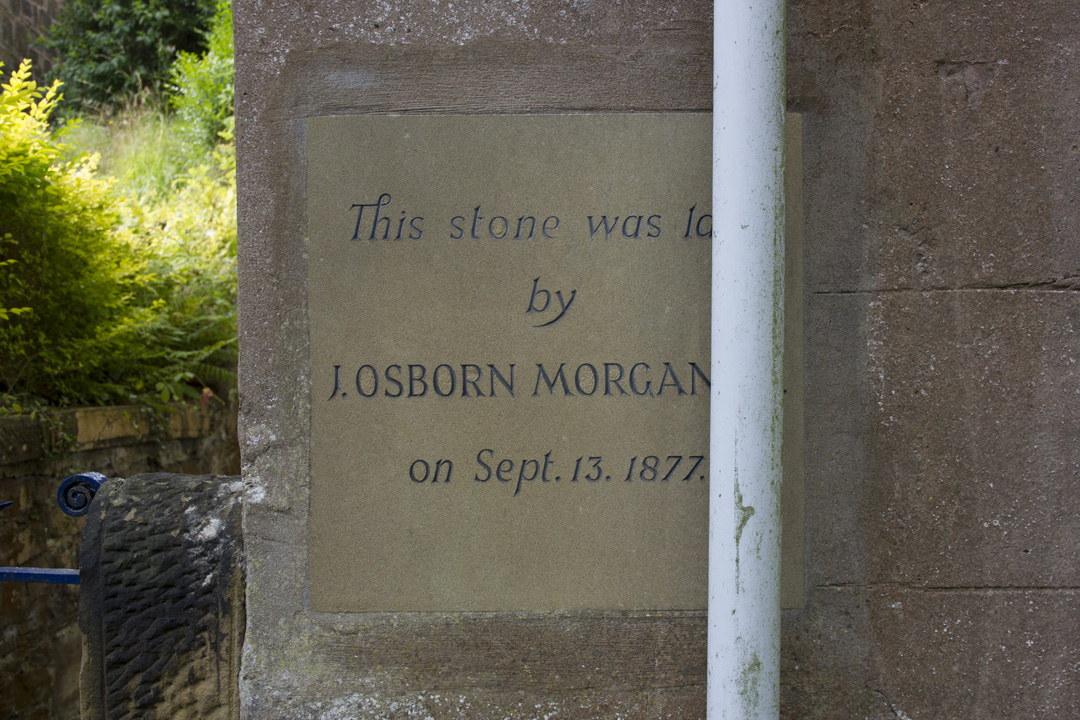 This stone was
by
J. OSBORN MORGAN
on Sept. 13. 1877.